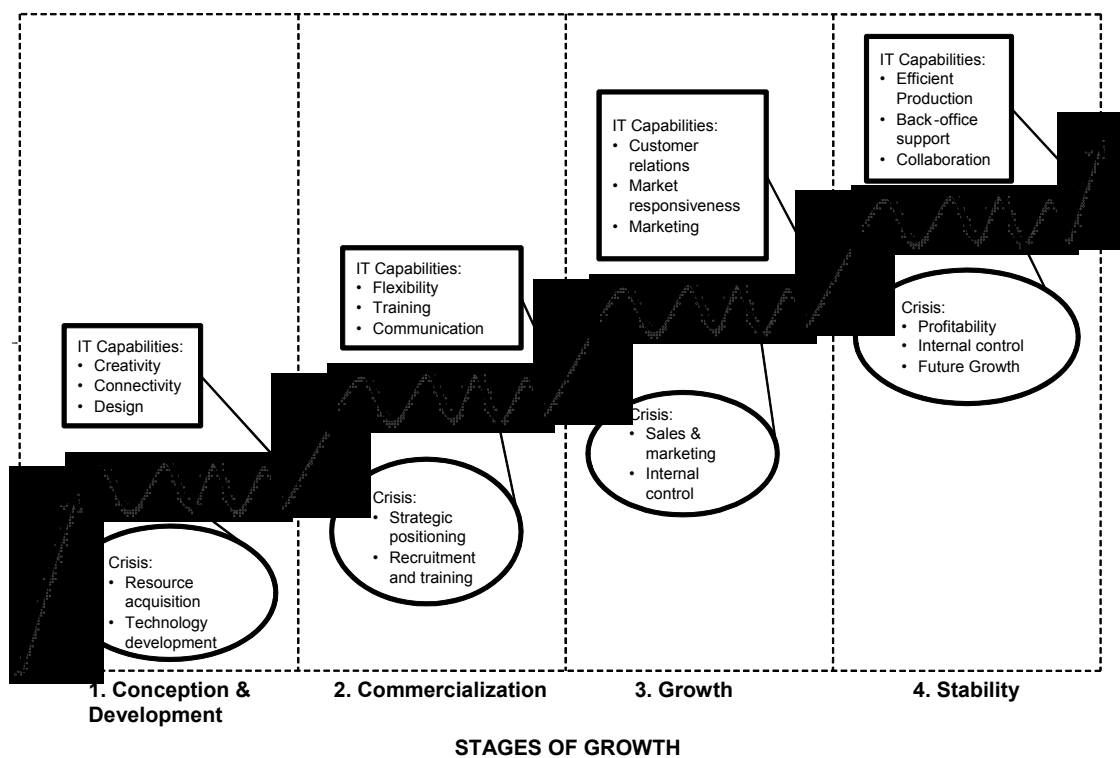 IT Capabilities:
• Creativity
• Connectivity
• Design
Crisis:
• Resource
acquisition
• Technology
development
1. Conception &
Development
IT Capabilities:
• Flexibility
• Training
• Communication
Crisis:
• Strategic
positioning
• Recruitment
and training
2. Commercialization
IT Capabilities:
• Customer
relations
• Market
responsiveness
• Marketing
Crisis:
• Sales &
marketing
• Internal
control
3. Growth
IT Capabilities:
• Efficient
Production
• Back-office
support
• Collaboration
Crisis:
• Profitability
• Internal control
• Future Growth
4. Stability
STAGES OF GROWTH